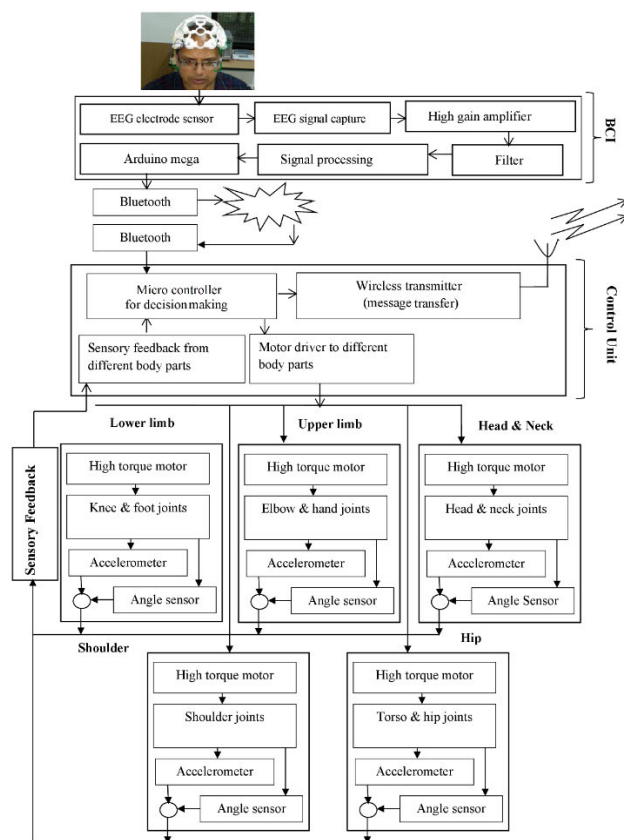 EEG electrode sensor
EEG signal capture
High gain amplifier
BCI
Arduino mega
Signal processing
Filter
Bluetooth
Bluetooth
Micro controller
for decision making
Wireless transmitter
(message transfer)
Control Unit
Sensory feedback from
different body parts
Motor driver to different
body parts
Sensory Feedback
Lower limb
High torque motor
Knee & foot joints
Accelerometer
Angle sensor
Upper limb
High torque motor
Elbow & hand joints
Accelerometer
Angle sensor
Head & Neck
High torque motor
Head & neck joints
Accelerometer
Angle Sensor
Shoulder
High torque motor
Shoulder joints
Accelerometer
Angle sensor
Hip
High torque motor
Torso & hip joints
Accelerometer
Angle sensor